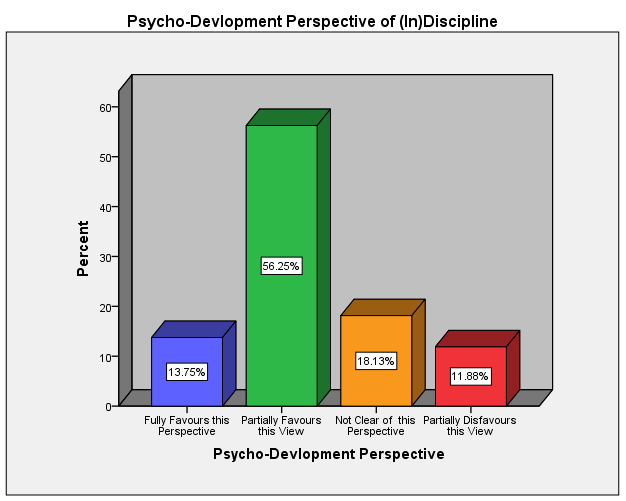 Psycho-Devlopment Perspective of (In)Discipline
Percent
60
50
40
30
20
10
0
56.25%
18.13%
13.75%
11.88%
Fully Favours this
Perspective
Partially Favours
this View
Not Clear of this
Perspective
Partially Disfavours
this View
Psycho-Devlopment Perspective